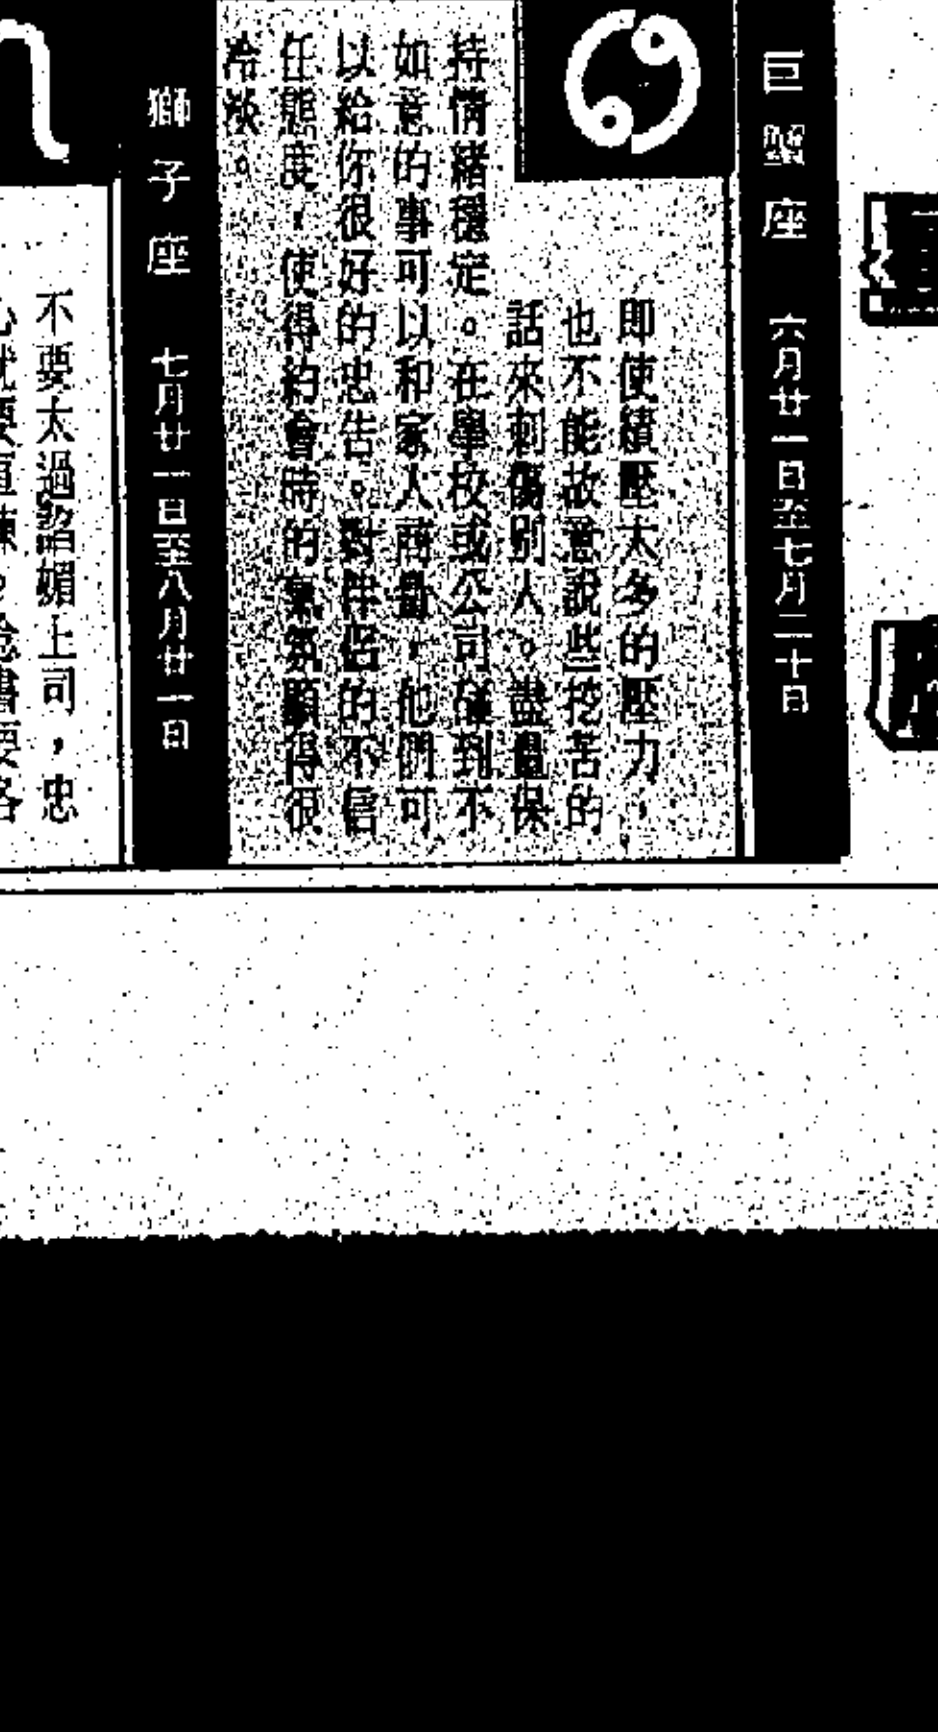 巨蟹座　六月廿一日至七月二十日
即使積壓太多的壓力，
也不能故意說些挖苦的
話來刺傷別人。盡量保
持情緒穩定。在學校或公司碰到不
如意的事可以和家人商量，他們可
以給你很好的忠告。對伴侶的不信
任態度，使得約會時的氣氛顯得很
冷淡。
獅子座　七月廿一日至八月廿一日
不要太過諂媚上司，忠